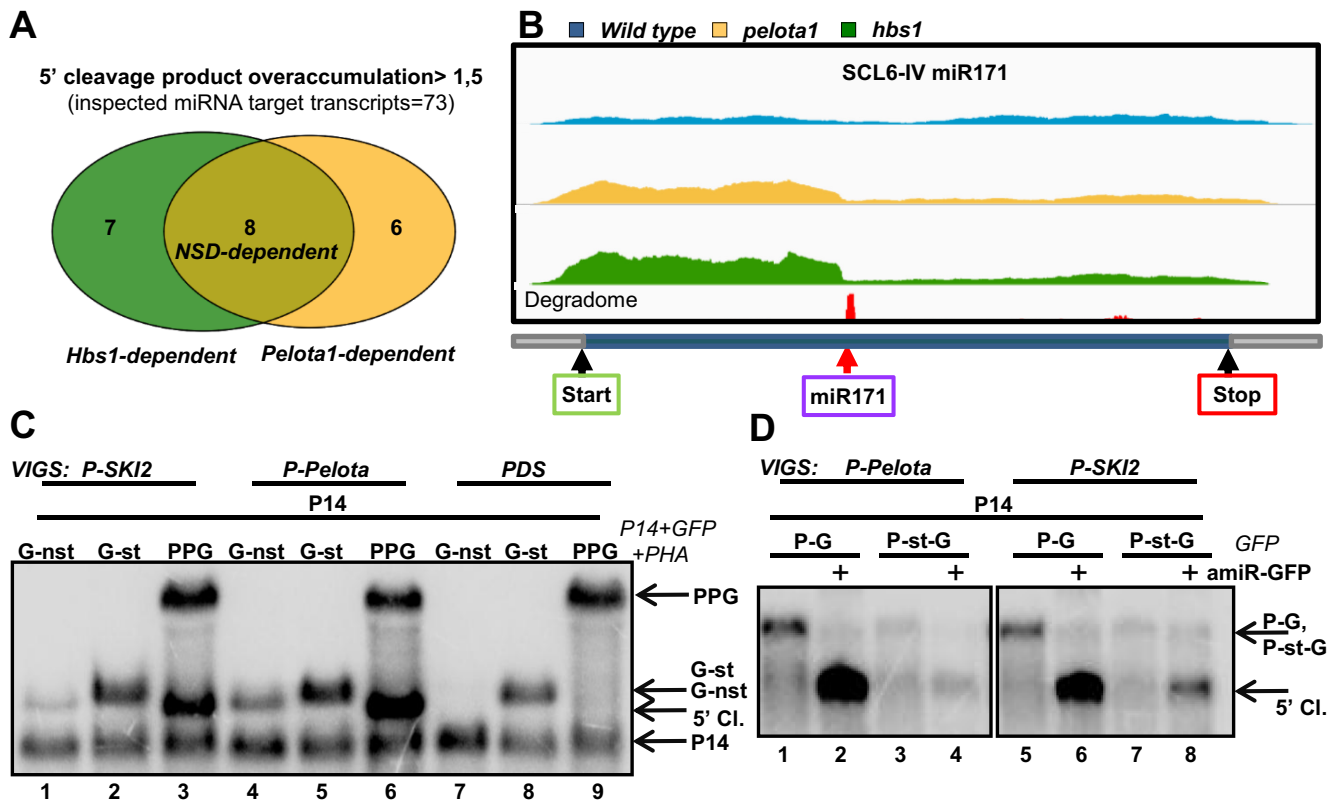 A
5' cleavage product overaccumulation> 1,5
(inspected miRNA target transcripts=73)
7
8
6
NSD-dependent
Hbs1-dependent
Pelota1-dependent
B
Wild type
pelota1
hbs1
SCL6-IV miR171
Degradome
Start
miR171
Stop
C
VIGS: P-SKI2 P-Pelota PDS
P14
G-nst G-st PPG G-nst G-st PPG G-nst G-st PPG
P14+GFP
+PHA
PPG
G-st
G-nst
5' Cl.
P14
1 2 3 4 5 6 7 8 9
D
VIGS: P-Pelota P-SKI2
P14
P-G P-st-G P-G P-st-G GFP
+ + + + amiR-GFP
P-G,
P-st-G
5' Cl.
1 2 3 4 5 6 7 8